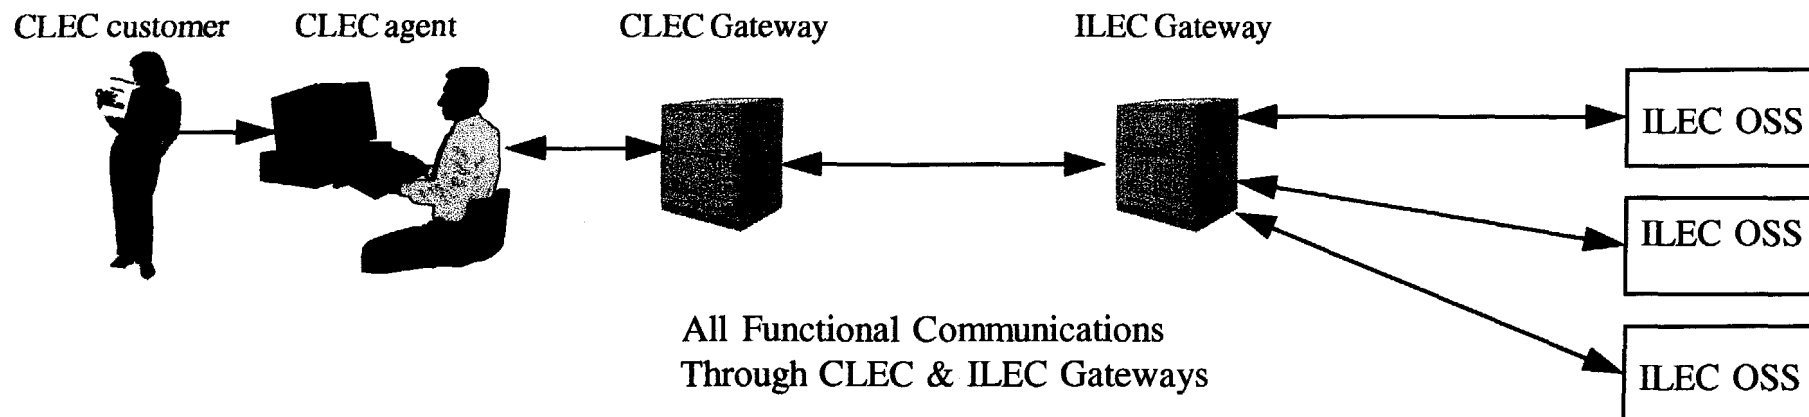 CLEC customer
CLEC agent
CLEC Gateway
ILEC Gateway
ILEC OSS
ILEC OSS
All Functional Communications
Through CLEC & ILEC Gateways
ILEC OSS